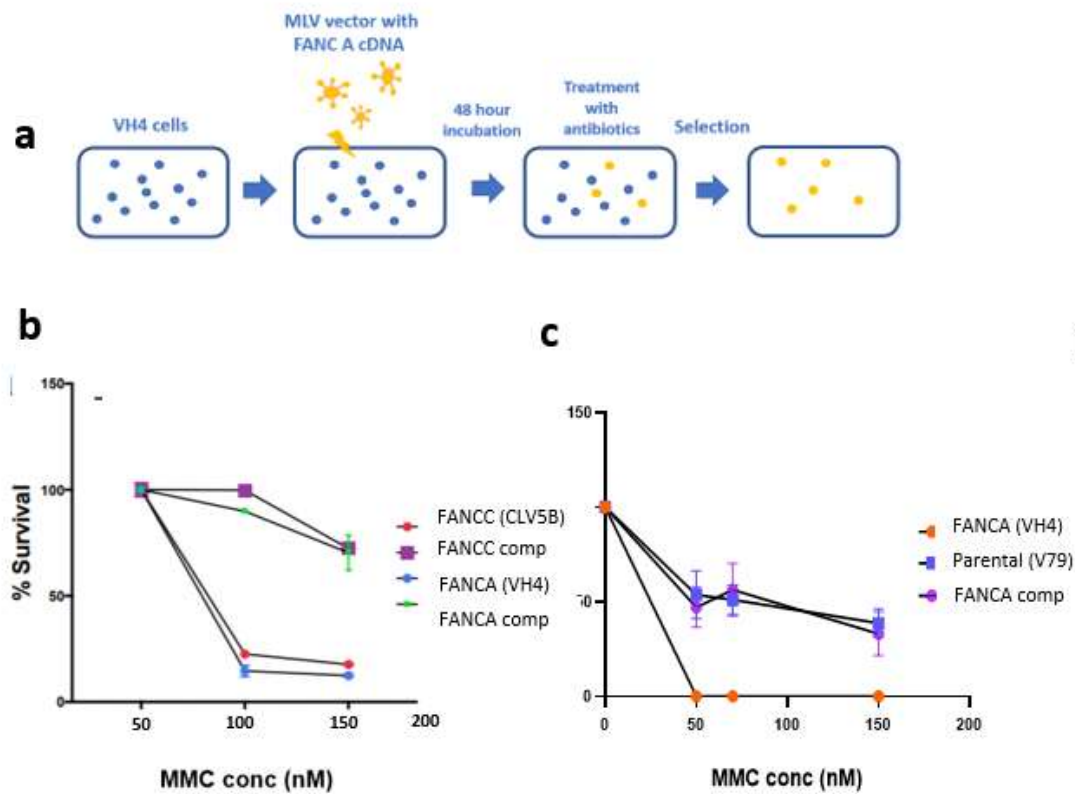 MLV vector with
FANC A cDNA
a
VH4 cells
48 hour
incubation
Treatment
with
antibiotics
Selection
b
150
100
50
0
% Survival
50
100
150
200
MMC conc (nM)
FANCC (CLV5B)
FANCC comp
FANCA (VH4)
FANCA comp
c
150
0
0
50
100
150
200
MMC conc (nM)
FANCA (VH4)
Parental (V79)
FANCA comp